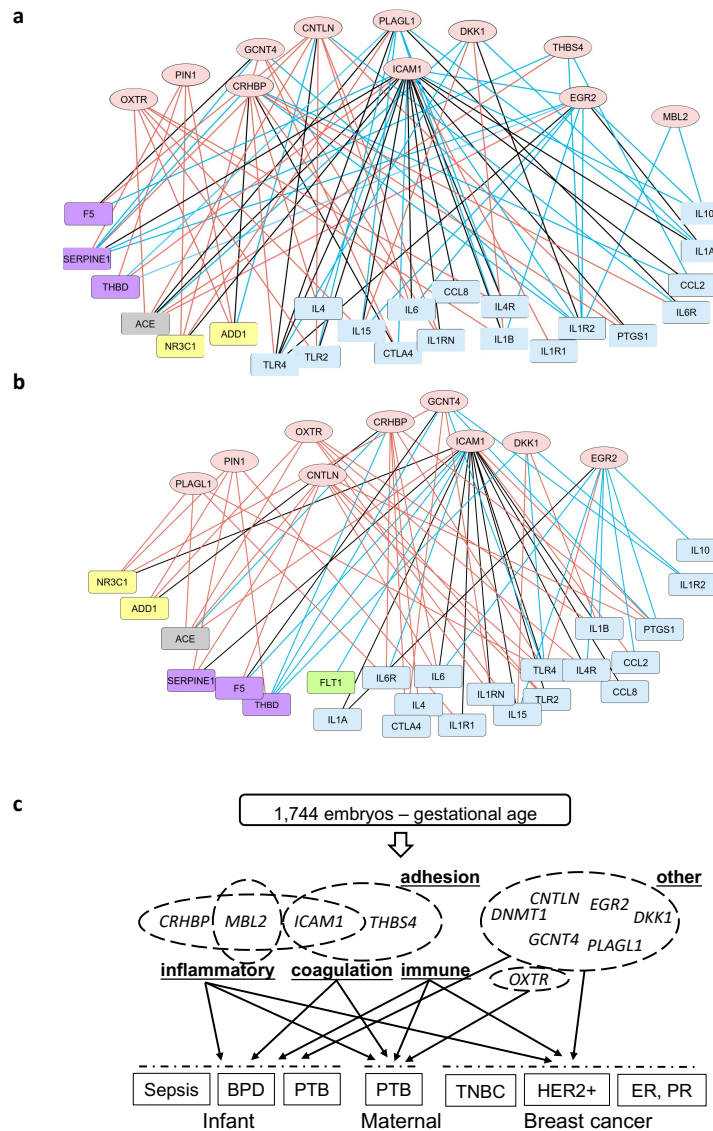 a
CNTLN PLAGL1 DKK1
GCNT4 THBS4
PIN1 ICAM1
OXTR CRHBP EGR2
MBL2
F5 IL10
SERPINE1 IL1A
THBD CCL2
CCL8
IL4 IL6 IL4R IL6R
ACE ADD1 IL15 IL1RN IL1B IL1R2 PTGS1
NR3C1 TLR4 TLR2 CTLA4 IL1R1
b
GCNT4
OXTR CRHBP ICAM1 DKK1
PIN1 EGR2
PLAGL1 CNTLN
IL10
NR3C1 IL1R2
ADD1 IL1B PTGS1
ACE
SERPINE1 F5 FLT1 IL6R IL6 TLR4 IL4R CCL2
THBD IL1A IL4 IL1RN TLR2 CCL8
CTLA4 IL1R1 IL15
c
1,744 embryos – gestational age
adhesion other
CRHBP MBL2 ICAM1 THBS4
DNMT1 CNTLN EGR2 DKK1
GCNT4 PLAGL1
inflammatory coagulation immune
OXTR
Sepsis BPD PTB PTB TNBC HER2+ ER, PR
Infant Maternal Breast cancer